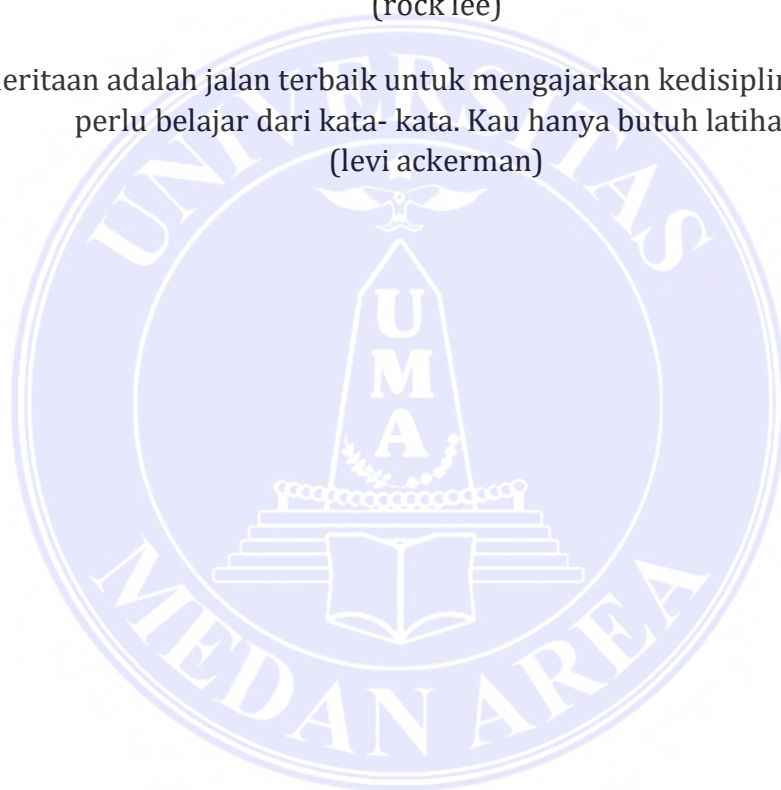 (rock lee)
eritaan adalah jalan terbaik untuk mengajarkan kedisiplin
perlu belajar dari kata- kata. Kau hanya butuh latiha
(levi ackerman)
UNIVERSITAS
UMA
MEDAN AREA